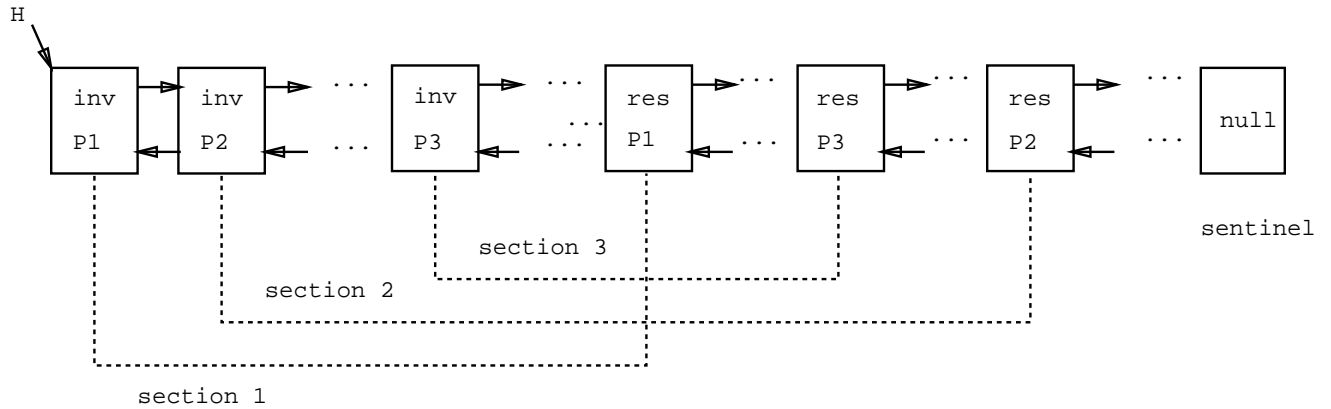 H
inv
P1
inv
P2
...
...
inv
P3
...
...
...
res
P1
...
...
res
P3
...
...
res
P2
...
...
null
sentinel
section 3
section 2
section 1